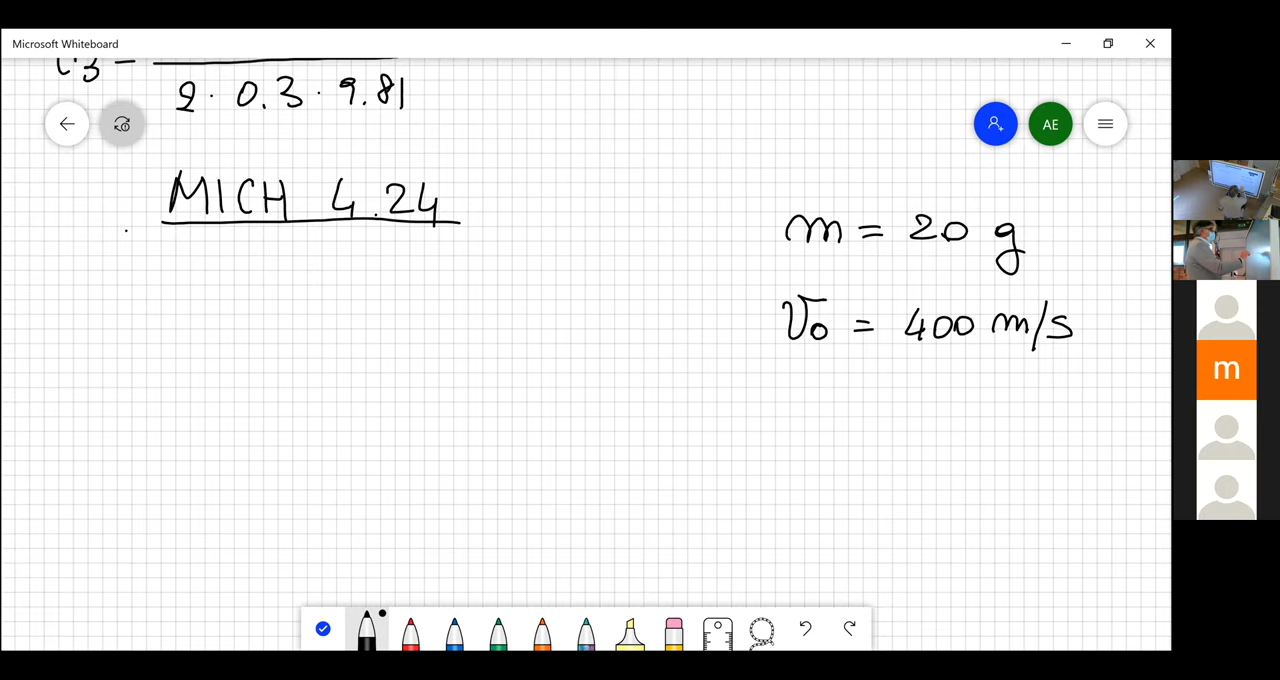 Microsoft Whiteboard
2 · 0.3 · 9.81
AE
MICH 4.24
m = 20 g
V₀ = 400 m/s
m